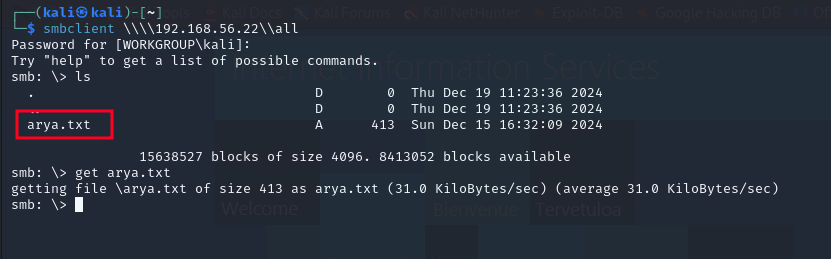 Tools Kali Docs Kali Forums Kali NetHunter Exploit-DB Google Hacking DB
┌──(kali㉿kali)-[~]
└─$ smbclient \\\\192.168.56.22\\all
Password for [WORKGROUP\kali]:
Try "help" to get a list of possible commands.
Internet Information Services
smb: \> ls
. D 0 Thu Dec 19 11:23:36 2024
.. D 0 Thu Dec 19 11:23:36 2024
arya.txt A 413 Sun Dec 15 16:32:09 2024
15638527 blocks of size 4096. 8413052 blocks available
smb: \> get arya.txt
getting file \arya.txt of size 413 as arya.txt (31.0 KiloBytes/sec) (average 31.0 KiloBytes/sec)
smb: \>
Welcome Bienvenue Tervetuloa